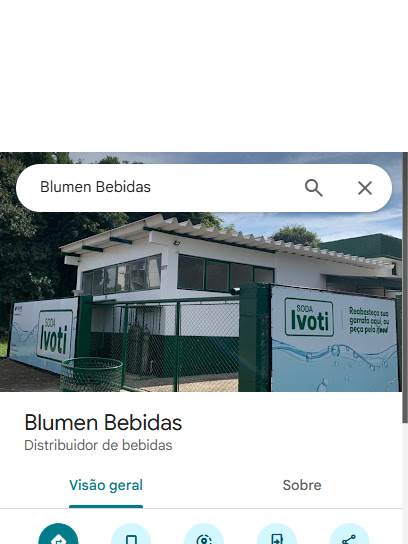 Blumen Bebidas
SODA
Ivoti
SODA
Ivoti
Reabasteça sua
garrafa aqui, ou
peça pelo ifood
Blumen Bebidas
Distribuidor de bebidas
Visão geral
Sobre